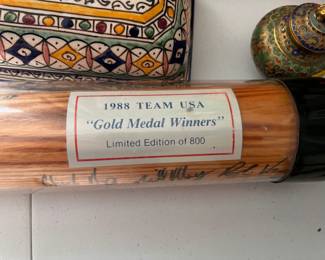 1988 TEAM USA
"Gold Medal Winners"
Limited Edition of 800